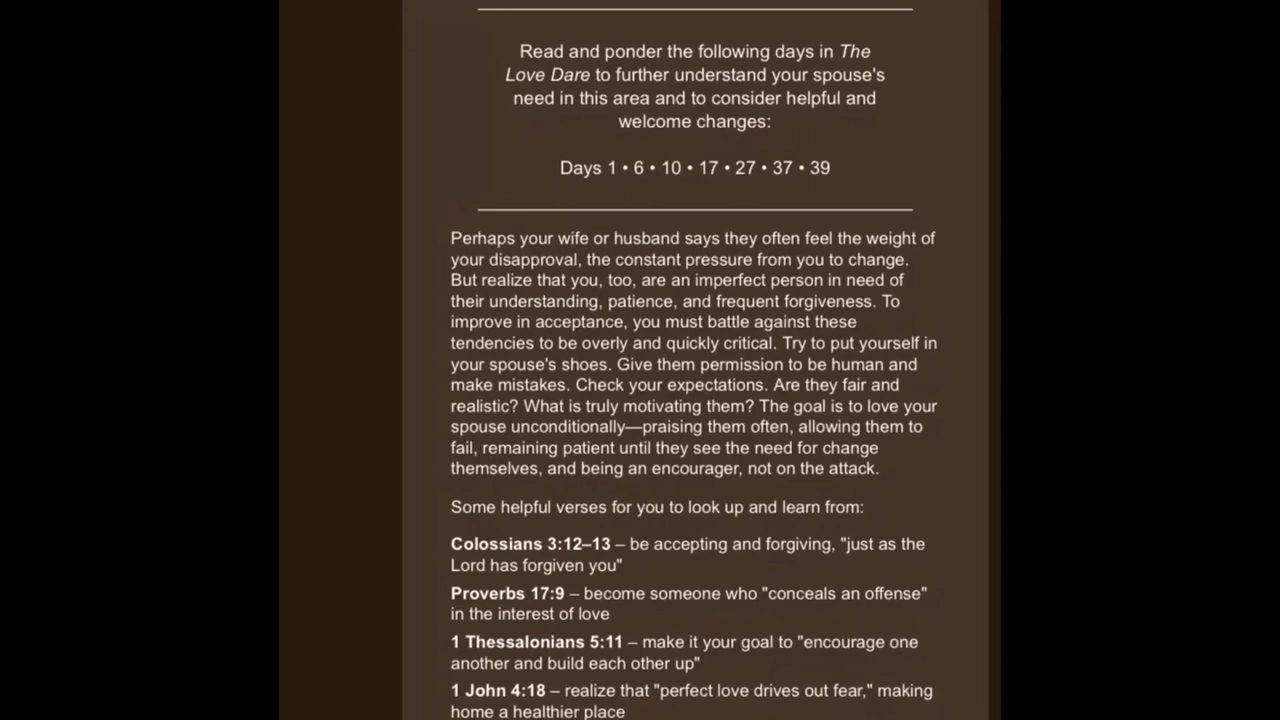 Read and ponder the following days in The
Love Dare to further understand your spouse's
need in this area and to consider helpful and
welcome changes:
Days 1 • 6 • 10 • 17 • 27 • 37 • 39
Perhaps your wife or husband says they often feel the weight of
your disapproval, the constant pressure from you to change.
But realize that you, too, are an imperfect person in need of
their understanding, patience, and frequent forgiveness. To
improve in acceptance, you must battle against these
tendencies to be overly and quickly critical. Try to put yourself in
your spouse's shoes. Give them permission to be human and
make mistakes. Check your expectations. Are they fair and
realistic? What is truly motivating them? The goal is to love your
spouse unconditionally—praising them often, allowing them to
fail, remaining patient until they see the need for change
themselves, and being an encourager, not on the attack.
Some helpful verses for you to look up and learn from:
Colossians 3:12–13 – be accepting and forgiving, "just as the
Lord has forgiven you"
Proverbs 17:9 – become someone who "conceals an offense"
in the interest of love
1 Thessalonians 5:11 – make it your goal to "encourage one
another and build each other up"
1 John 4:18 – realize that "perfect love drives out fear," making
home a healthier place